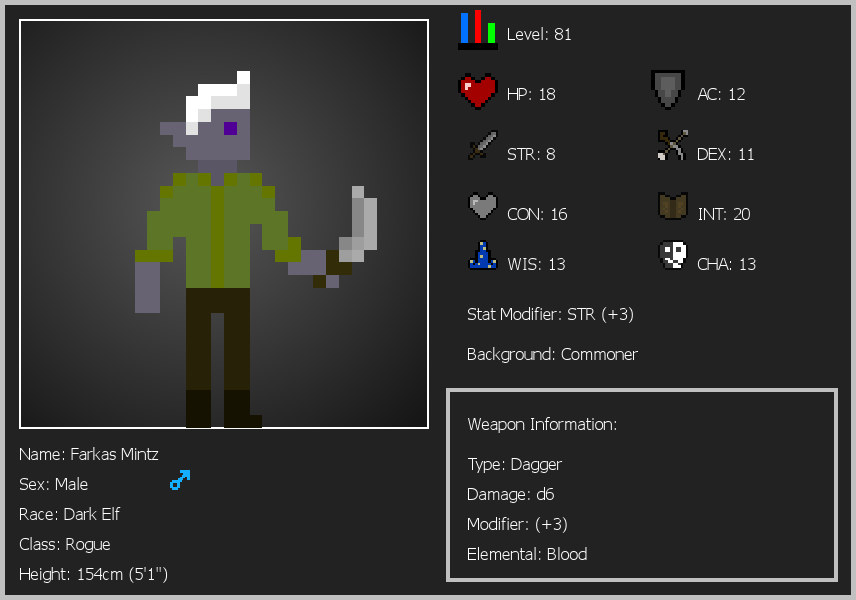 Level: 81
HP: 18
AC: 12
STR: 8
DEX: 11
CON: 16
INT: 20
WIS: 13
CHA: 13
Stat Modifier: STR (+3)
Background: Commoner
Weapon Information:
Type: Dagger
Damage: d6
Modifier: (+3)
Elemental: Blood
Name: Farkas Mintz
Sex: Male
Race: Dark Elf
Class: Rogue
Height: 154cm (5'1")